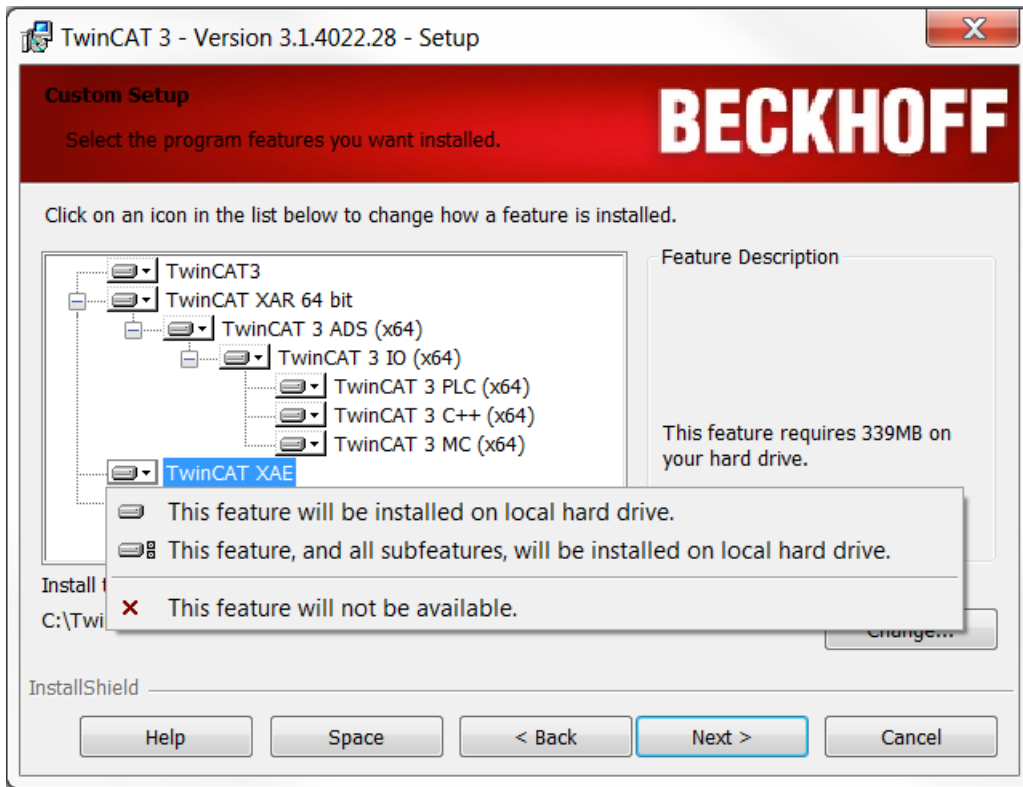 TwinCAT 3 - Version 3.1.4022.28 - Setup
Custom Setup
Select the program features you want installed.
BECKHOFF
Click on an icon in the list below to change how a feature is installed.
TwinCAT3
TwinCAT XAR 64 bit
TwinCAT 3 ADS (x64)
TwinCAT 3 IO (x64)
TwinCAT 3 PLC (x64)
TwinCAT 3 C++ (x64)
TwinCAT 3 MC (x64)
TwinCAT XAE
Feature Description
This feature requires 339MB on
your hard drive.
This feature will be installed on local hard drive.
This feature, and all subfeatures, will be installed on local hard drive.
This feature will not be available.
Install
C:\Twi
Change...
InstallShield
Help
Space
< Back
Next >
Cancel